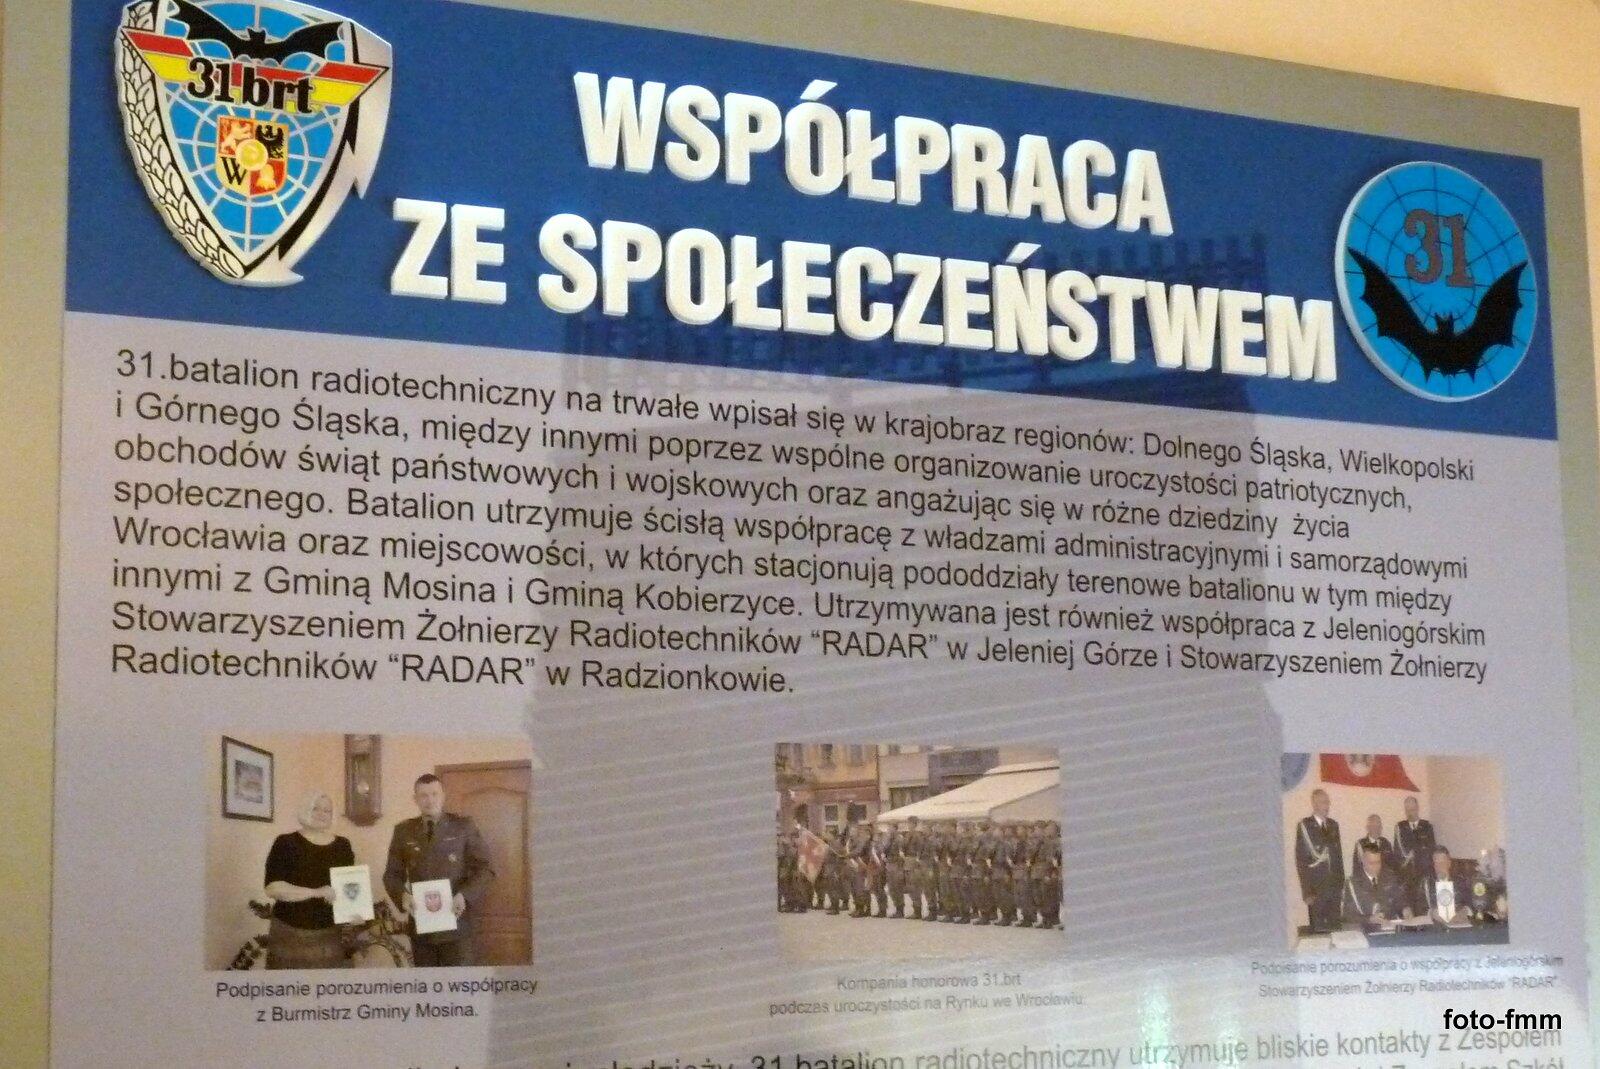 31 brt
W
WSPÓŁPRACA
ZE SPOŁECZEŃSTWEM
31
31.batalion radiotechniczny na trwałe wpisał się w krajobraz regionów: Dolnego Śląska, Wielkopolski
i Górnego Śląska, między innymi poprzez wspólne organizowanie uroczystości patriotycznych,
obchodów świąt państwowych i wojskowych oraz angażując się w różne dziedziny życia
społecznego. Batalion utrzymuje ścisłą współpracę z władzami administracyjnymi i samorządowymi
Wrocławia oraz miejscowości, w których stacjonują pododdziały terenowe batalionu w tym między
innymi z Gminą Mosina i Gminą Kobierzyce. Utrzymywana jest również współpraca z Jeleniogórskim
Stowarzyszeniem Żołnierzy Radiotechników “RADAR” w Jeleniej Górze i Stowarzyszeniem Żołnierzy
Radiotechników “RADAR” w Radzionkowie.
Podpisanie porozumienia o współpracy
z Burmistrz Gminy Mosina.
Kompania honorowa 31.brt
podczas uroczystości na Rynku we Wrocławiu.
Podpisanie porozumienia o współpracy z Jeleniogórskim
Stowarzyszeniem Żołnierzy Radiotechników “RADAR”.
31.batalion radiotechniczny utrzymuje bliskie kontakty z Zespołem
foto-fmm